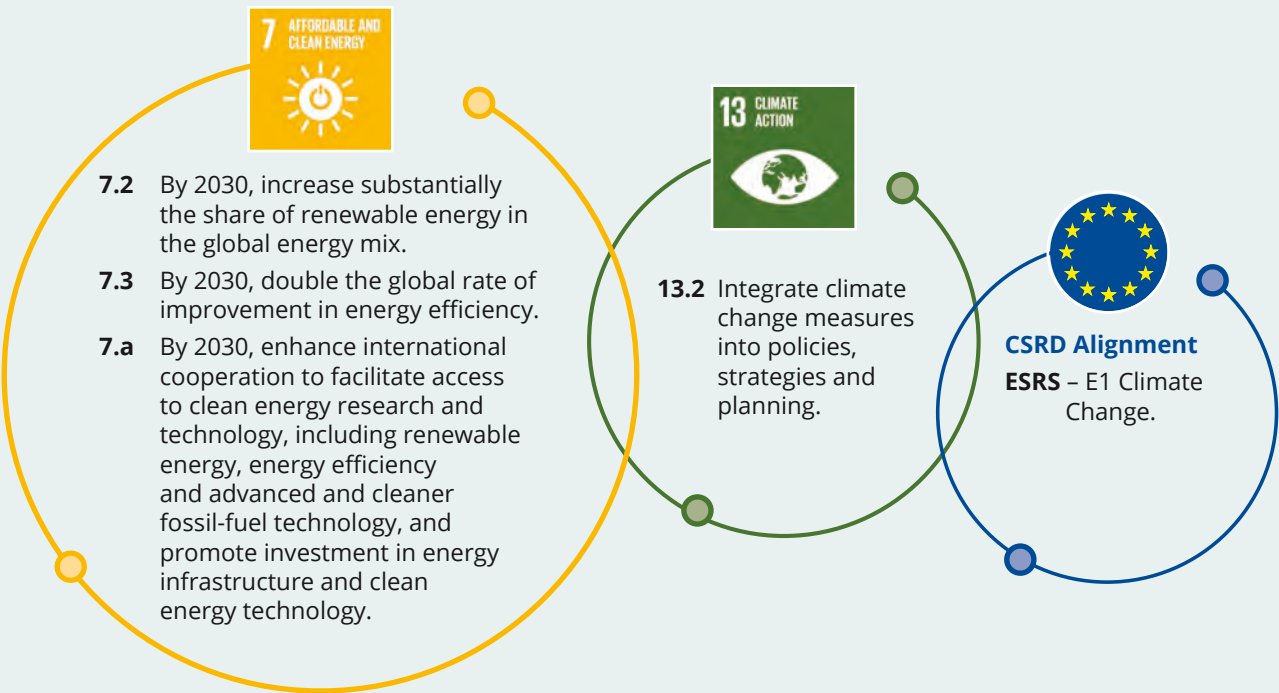 7 AFFORDABLE AND
CLEAN ENERGY
7.2 By 2030, increase substantially
the share of renewable energy in
the global energy mix.
7.3 By 2030, double the global rate of
improvement in energy efficiency.
7.a By 2030, enhance international
cooperation to facilitate access
to clean energy research and
technology, including renewable
energy, energy efficiency
and advanced and cleaner
fossil-fuel technology, and
promote investment in energy
infrastructure and clean
energy technology.
13 CLIMATE
ACTION
13.2 Integrate climate
change measures
into policies,
strategies and
planning.
CSRD Alignment
ESRS – E1 Climate
Change.